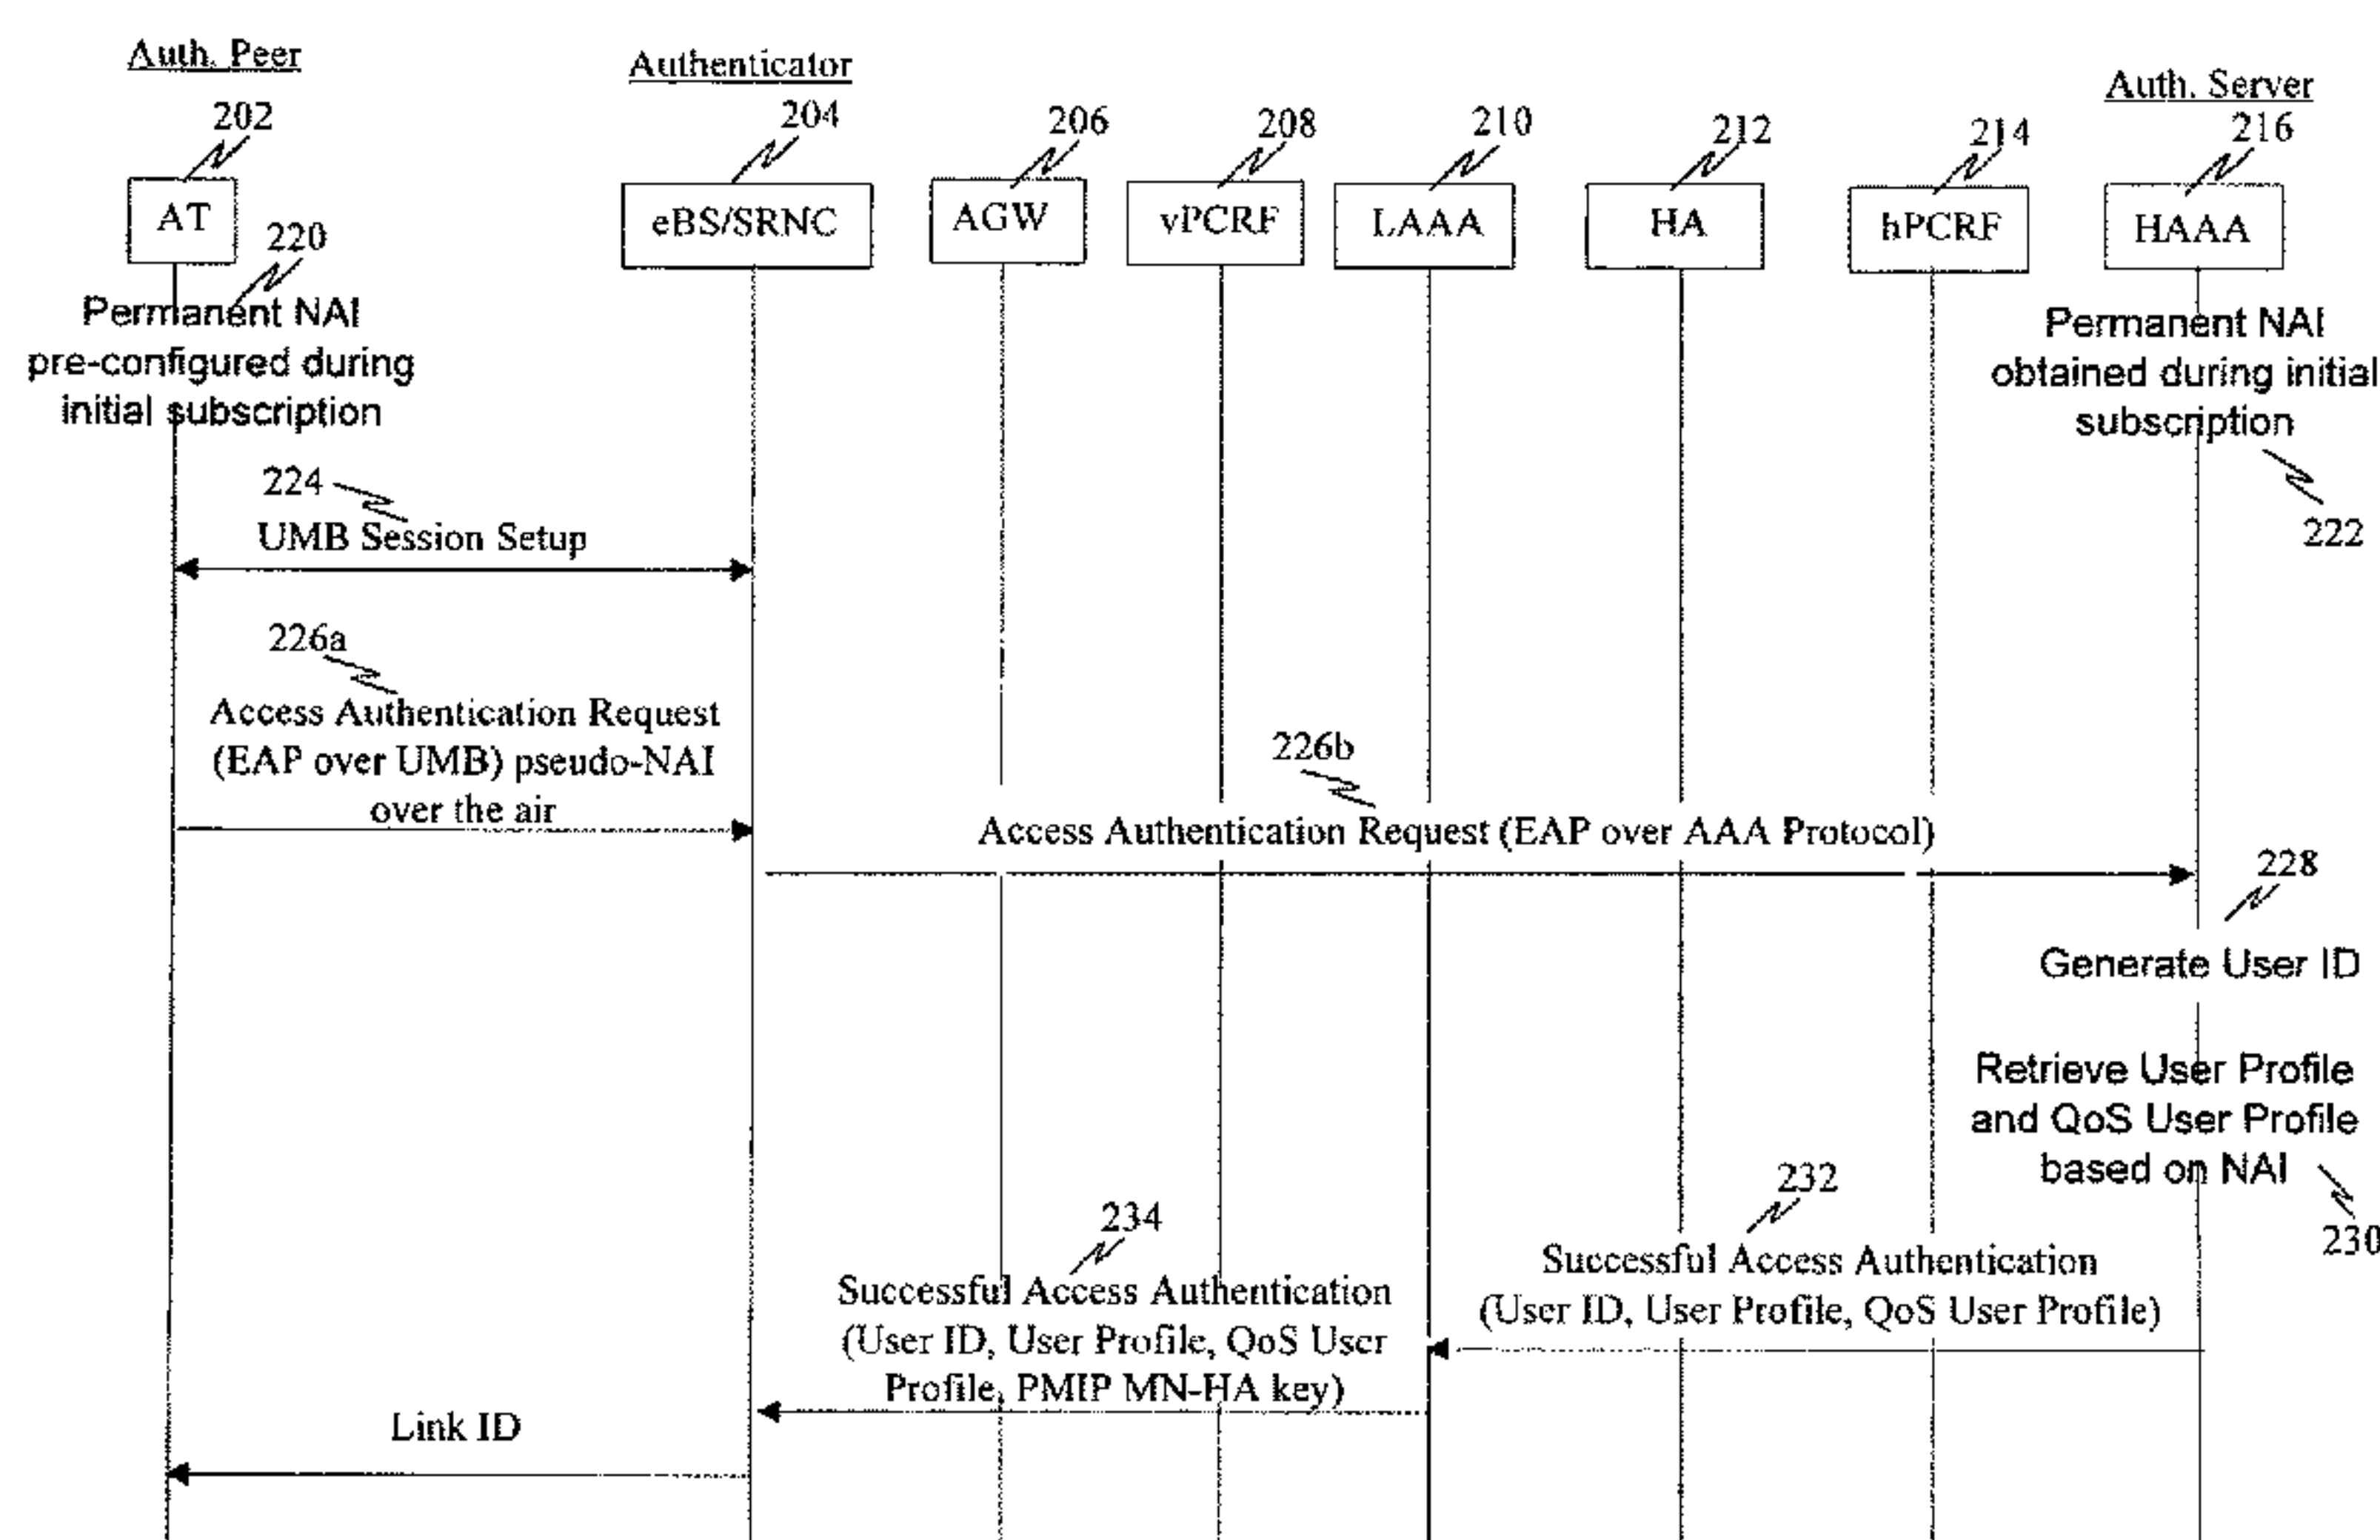 Auth. Peer
Authenticator
Auth. Server
202
204
206
208
210
212
214
216
AT
eBS/SRNC
AGW
vPCRF
LAAA
HA
hPCRF
HAAA
220
Permanent NAI
pre-configured during
initial subscription
Permanent NAI
obtained during initial
subscription
222
224
UMB Session Setup
226a
Access Authentication Request
(EAP over UMB) pseudo-NAI
over the air
226b
Access Authentication Request (EAP over AAA Protocol)
228
Generate User ID
Retrieve User Profile
and QoS User Profile
based on NAI
230
232
Successful Access Authentication
(User ID, User Profile, QoS User Profile)
234
Successful Access Authentication
(User ID, User Profile, QoS User
Profile, PMIP MN-HA key)
Link ID